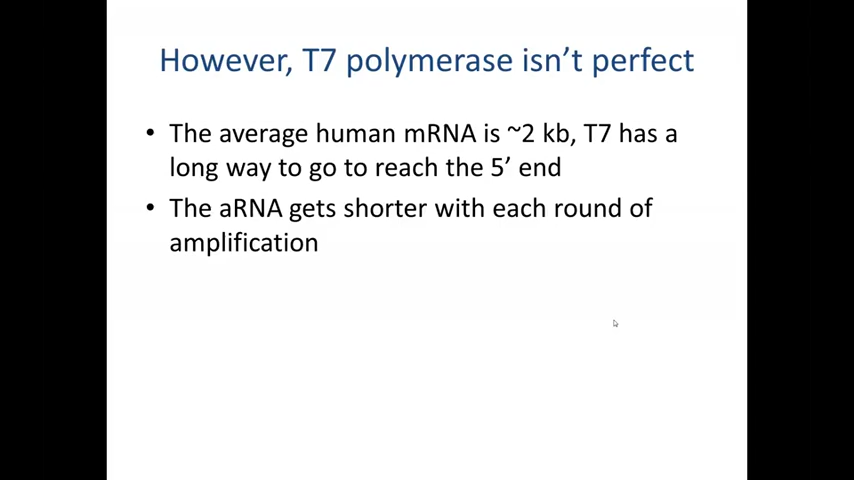 However, T7 polymerase isn’t perfect
• The average human mRNA is ~2 kb, T7 has a
long way to go to reach the 5’ end
• The aRNA gets shorter with each round of
amplification